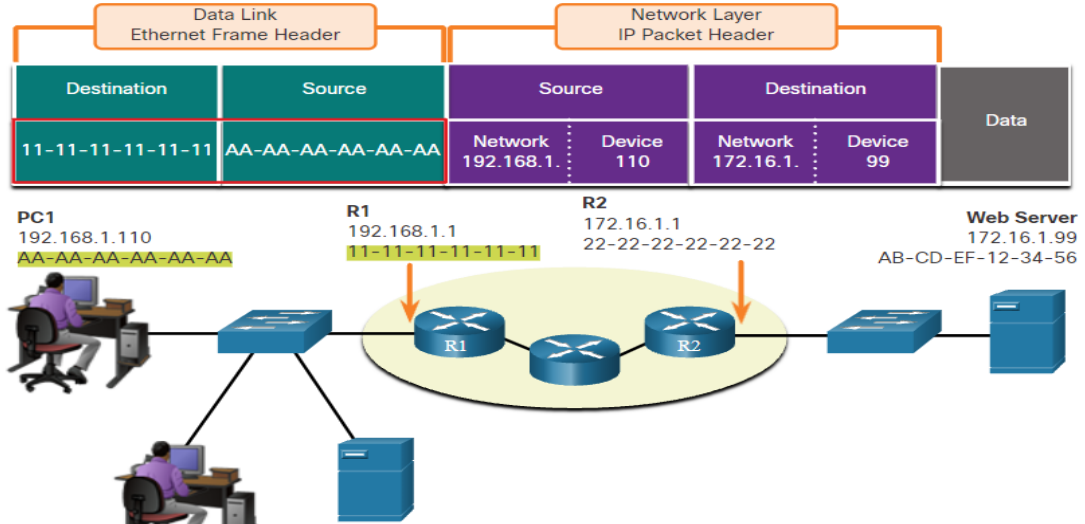 Data Link
Ethernet Frame Header
Network Layer
IP Packet Header
Destination
Source
Source
Destination
Data
11-11-11-11-11-11
AA-AA-AA-AA-AA-AA
Network
192.168.1.
Device
110
Network
172.16.1.
Device
99
PC1
192.168.1.110
AA-AA-AA-AA-AA-AA
R1
192.168.1.1
11-11-11-11-11-11
R2
172.16.1.1
22-22-22-22-22-22
Web Server
172.16.1.99
AB-CD-EF-12-34-56
R1
R2